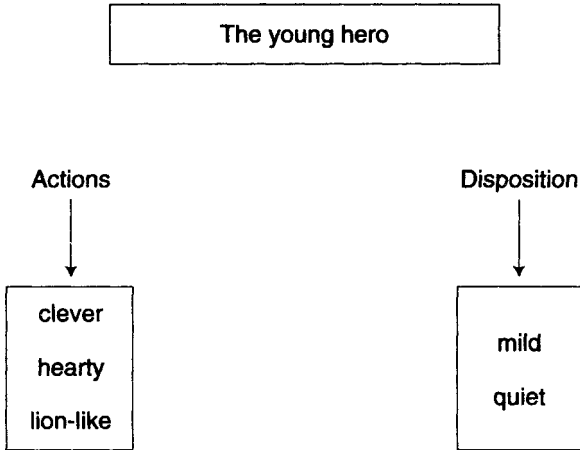 The young hero
Actions
Disposition
clever
hearty
lion-like
mild
quiet